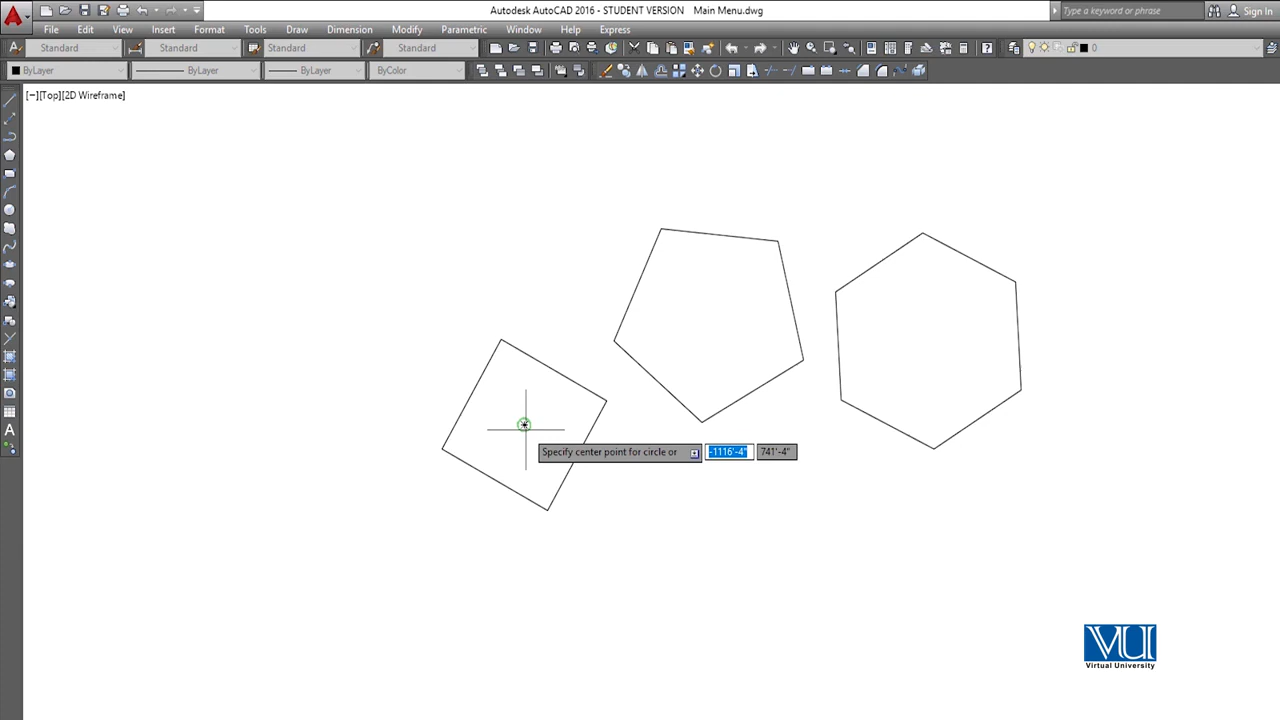 Autodesk AutoCAD 2016 - STUDENT VERSION Main Menu.dwg
Type a keyword or phrase
Sign In
File Edit View Insert Format Tools Draw Dimension Modify Parametric Window Help Express
Standard Standard Standard Standard 0
ByLayer ByLayer ByLayer ByColor
[−][Top][2D Wireframe]
Specify center point for circle or -1116'-4" 741'-4"
VU
Virtual University